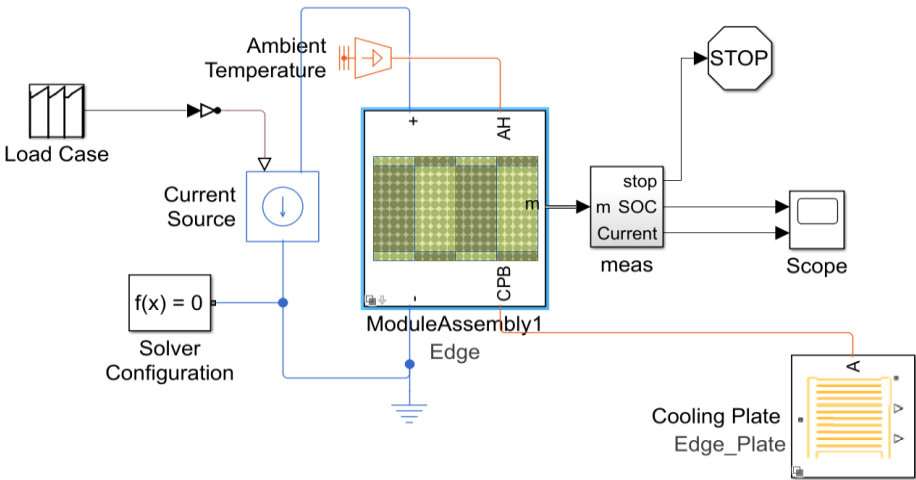 Ambient
Temperature
STOP
Load Case
+
AH
Current
Source
m
stop
m SOC
Current
meas
Scope
f(x) = 0
Solver
Configuration
-
CPB
ModuleAssembly1
Edge
A
Cooling Plate
Edge_Plate